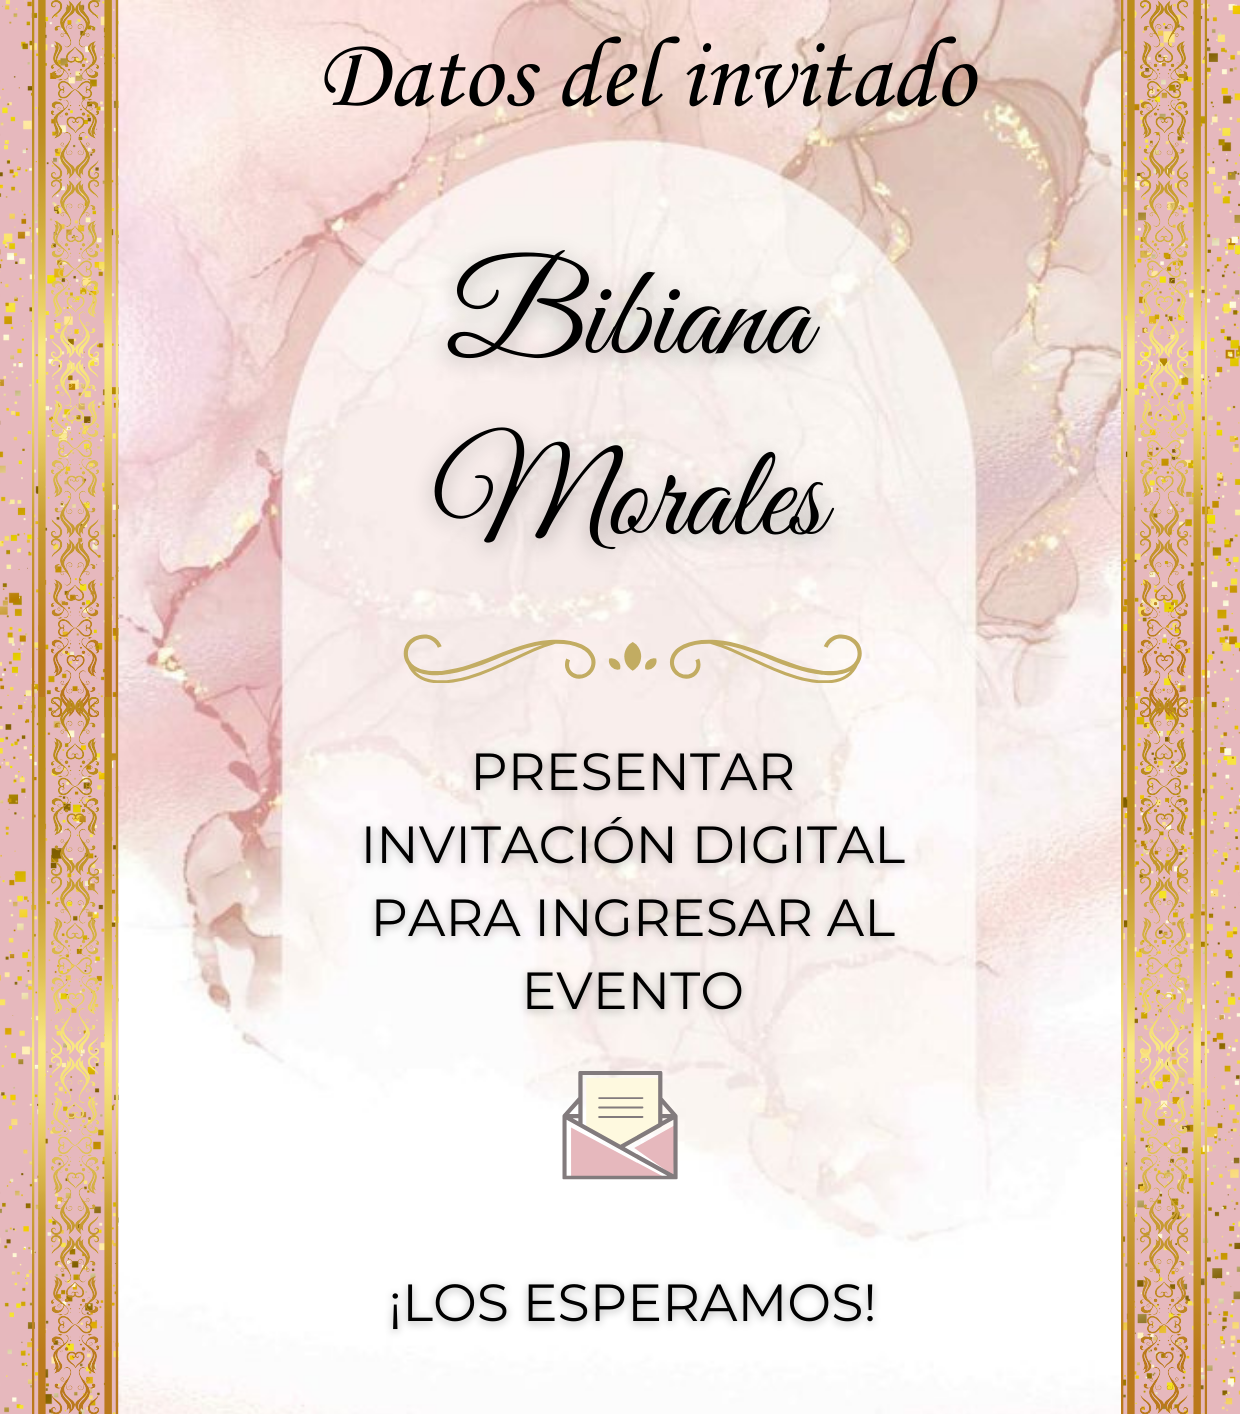 Datos del invitado
Bibiana
Morales
PRESENTAR
INVITACIÓN DIGITAL
PARA INGRESAR AL
EVENTO
¡LOS ESPERAMOS!